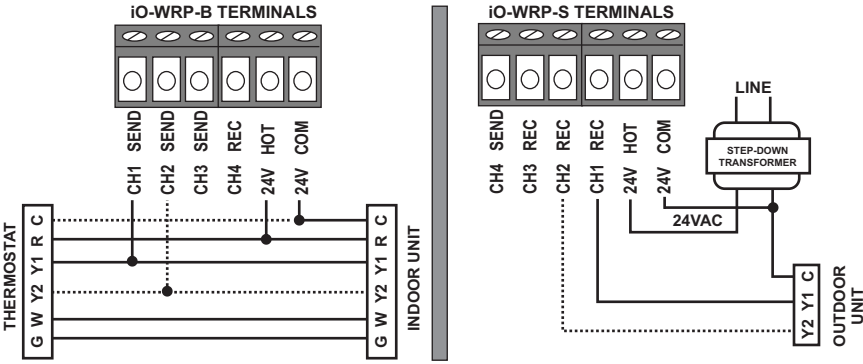 iO-WRP-B TERMINALS
CH1 SEND
CH2 SEND
CH3 SEND
CH4 REC
24V HOT
24V COM
THERMOSTAT
C
R
Y1
Y2
W
G
C
R
Y1
Y2
W
G
INDOOR UNIT
iO-WRP-S TERMINALS
CH4 SEND
CH3 REC
CH2 REC
CH1 REC
24V HOT
24V COM
LINE
STEP-DOWN
TRANSFORMER
24VAC
C
Y1
Y2
OUTDOOR
UNIT